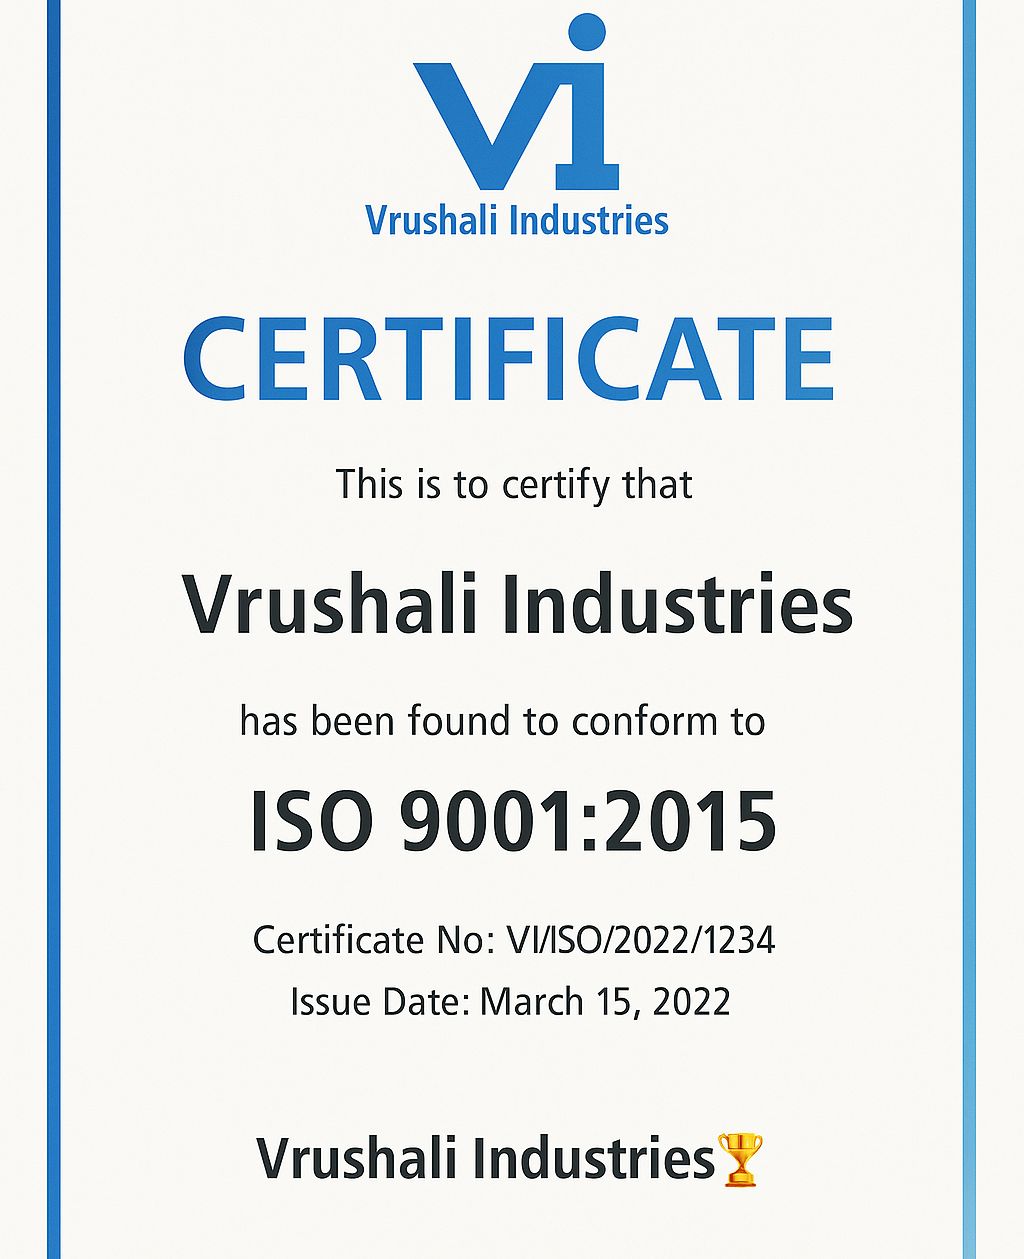 vi
Vrushali Industries
CERTIFICATE
This is to certify that
Vrushali Industries
has been found to conform to
ISO 9001:2015
Certificate No: VI/ISO/2022/1234
Issue Date: March 15, 2022
Vrushali Industries🏆